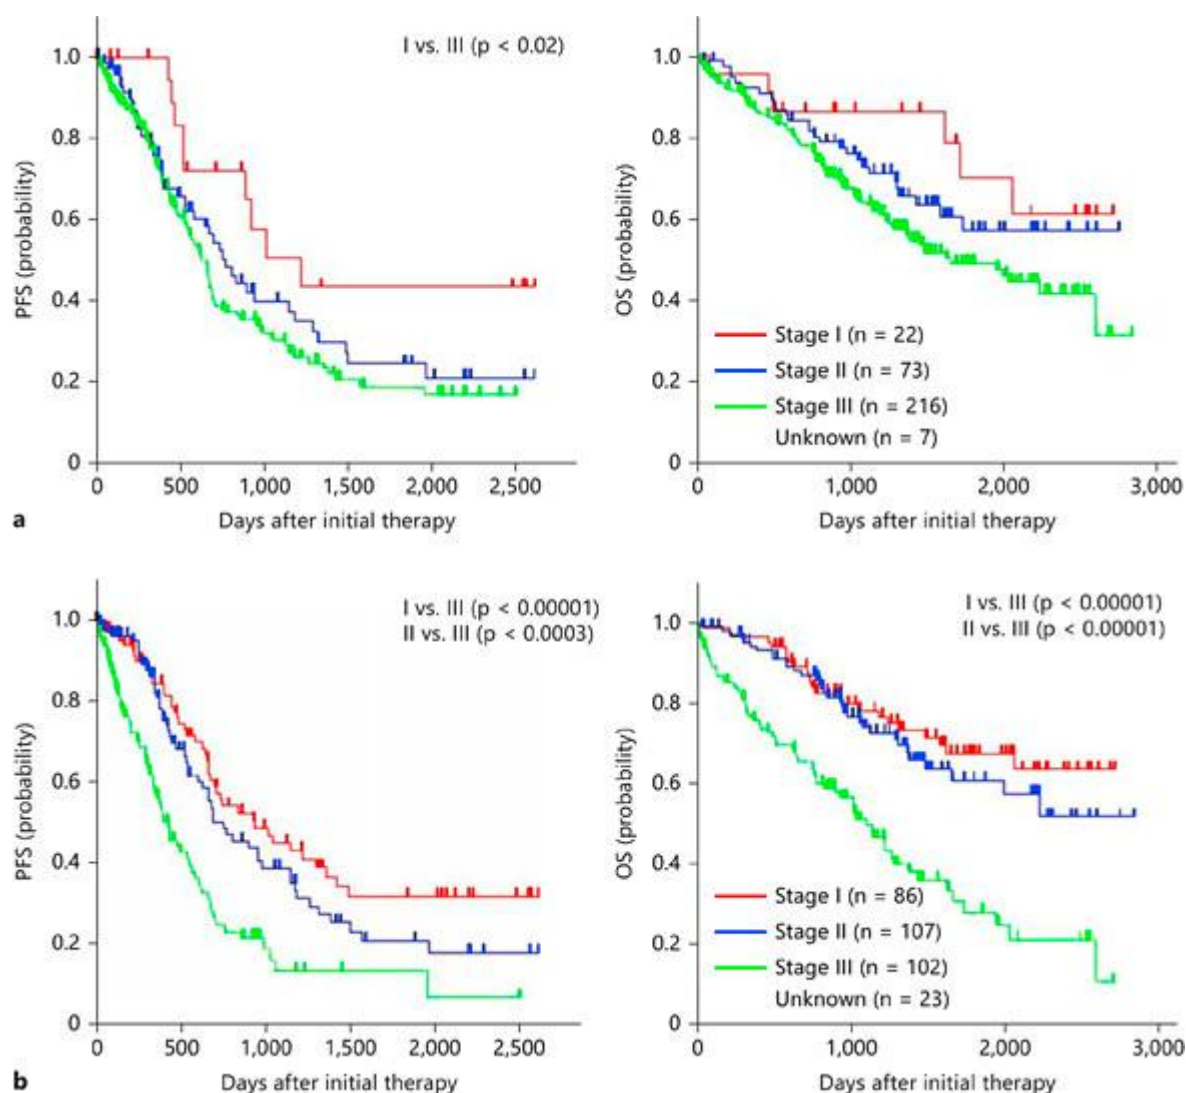 I vs. III (p < 0.02)
PFS (probability)
1.0
0.8
0.6
0.4
0.2
0
0 500 1,000 1,500 2,000 2,500
Days after initial therapy
OS (probability)
1.0
0.8
0.6
0.4
0.2
0
Stage I (n = 22)
Stage II (n = 73)
Stage III (n = 216)
Unknown (n = 7)
0 1,000 2,000 3,000
Days after initial therapy
a
I vs. III (p < 0.00001)
II vs. III (p < 0.0003)
PFS (probability)
1.0
0.8
0.6
0.4
0.2
0
0 500 1,000 1,500 2,000 2,500
Days after initial therapy
I vs. III (p < 0.00001)
II vs. III (p < 0.00001)
OS (probability)
1.0
0.8
0.6
0.4
0.2
0
Stage I (n = 86)
Stage II (n = 107)
Stage III (n = 102)
Unknown (n = 23)
0 1,000 2,000 3,000
Days after initial therapy
b